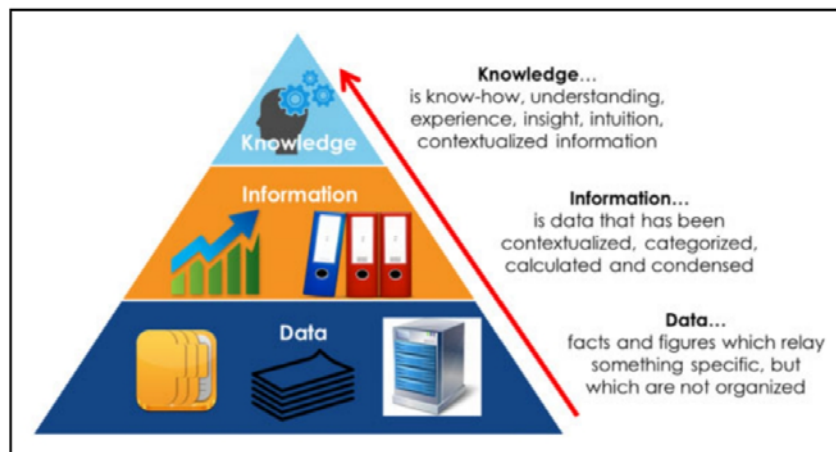 Knowledge
Knowledge...
is know-how, understanding,
experience, insight, intuition,
contextualized information
Information
Information...
is data that has been
contextualized, categorized,
calculated and condensed
Data
Data...
facts and figures which relay
something specific, but
which are not organized